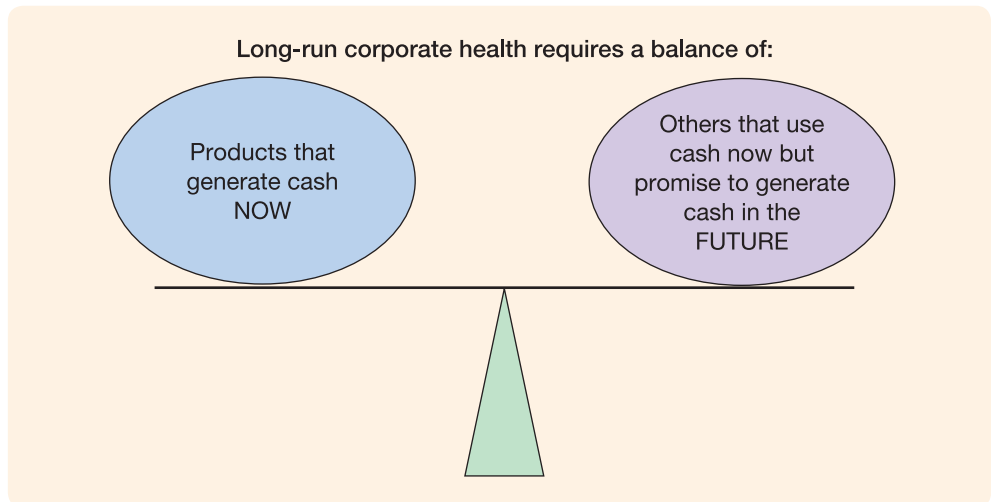 Long-run corporate health requires a balance of:
Products that
generate cash
NOW
Others that use
cash now but
promise to generate
cash in the
FUTURE